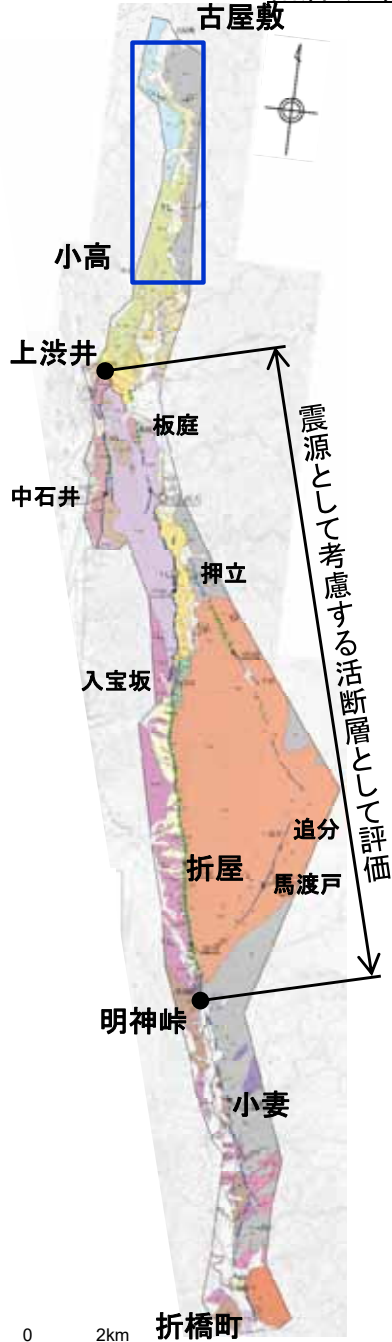 古屋敷
小高
上渋井
板庭
中石井
押立
入宝坂
震源として考慮する活断層として評価
追分
折屋
馬渡戸
明神峠
小妻
折橋町
0 2km